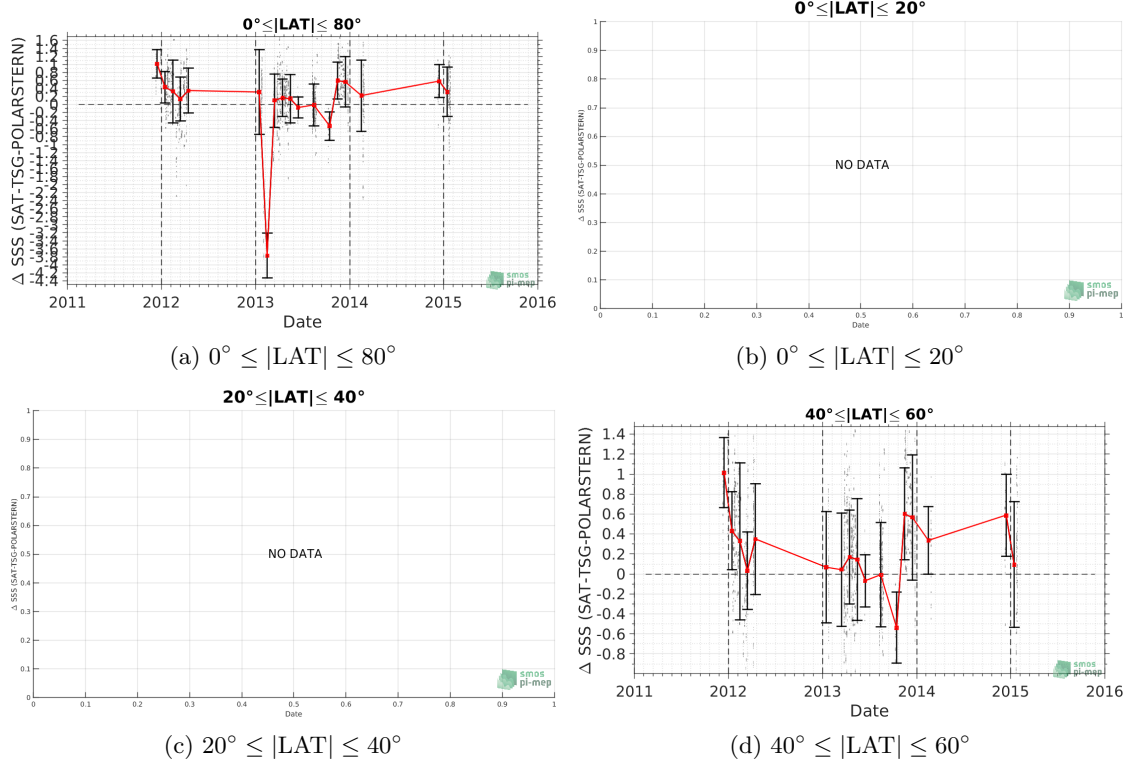 0°≤|LAT|≤ 80°
Δ SSS (SAT-TSG-POLARSTERN)
1.6
1.2
0.8
0.4
0
-0.4
-0.8
-1
-1.4
-1.8
-2.2
-2.6
-3
-3.4
-3.8
-4.2
-4.4
2011 2012 2013 2014 2015 2016
Date
smos
pi-mep
(a) 0° ≤ |LAT| ≤ 80°
0°≤|LAT|≤ 20°
Δ SSS (SAT-TSG-POLARSTERN)
1
0.9
0.8
0.7
0.6
0.5
0.4
0.3
0.2
0.1
0
NO DATA
smos
pi-mep
0 0.1 0.2 0.3 0.4 0.5 0.6 0.7 0.8 0.9 1
Date
(b) 0° ≤ |LAT| ≤ 20°
20°≤|LAT|≤ 40°
Δ SSS (SAT-TSG-POLARSTERN)
1
0.9
0.8
0.7
0.6
0.5
0.4
0.3
0.2
0.1
0
NO DATA
smos
pi-mep
0 0.1 0.2 0.3 0.4 0.5 0.6 0.7 0.8 0.9 1
Date
(c) 20° ≤ |LAT| ≤ 40°
40°≤|LAT|≤ 60°
Δ SSS (SAT-TSG-POLARSTERN)
1.4
1.2
1
0.8
0.6
0.4
0.2
0
-0.2
-0.4
-0.6
-0.8
smos
pi-mep
2011 2012 2013 2014 2015 2016
Date
(d) 40° ≤ |LAT| ≤ 60°